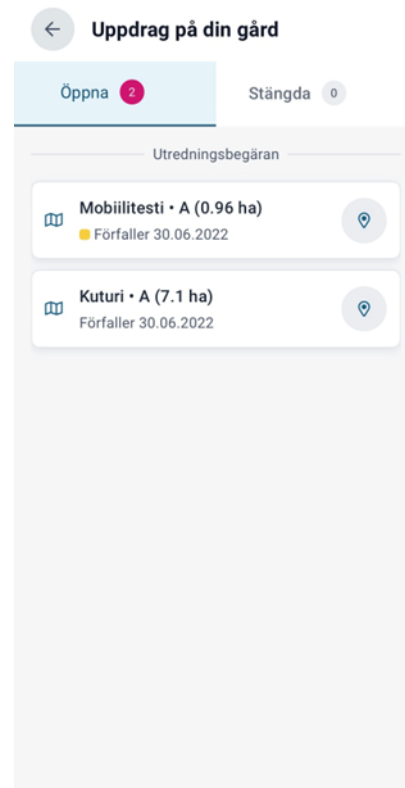 Uppdrag på din gård
Öppna 2 Stängda 0
Utredningsbegäran
Mobiilitesti • A (0.96 ha)
Förfaller 30.06.2022
Kuturi • A (7.1 ha)
Förfaller 30.06.2022